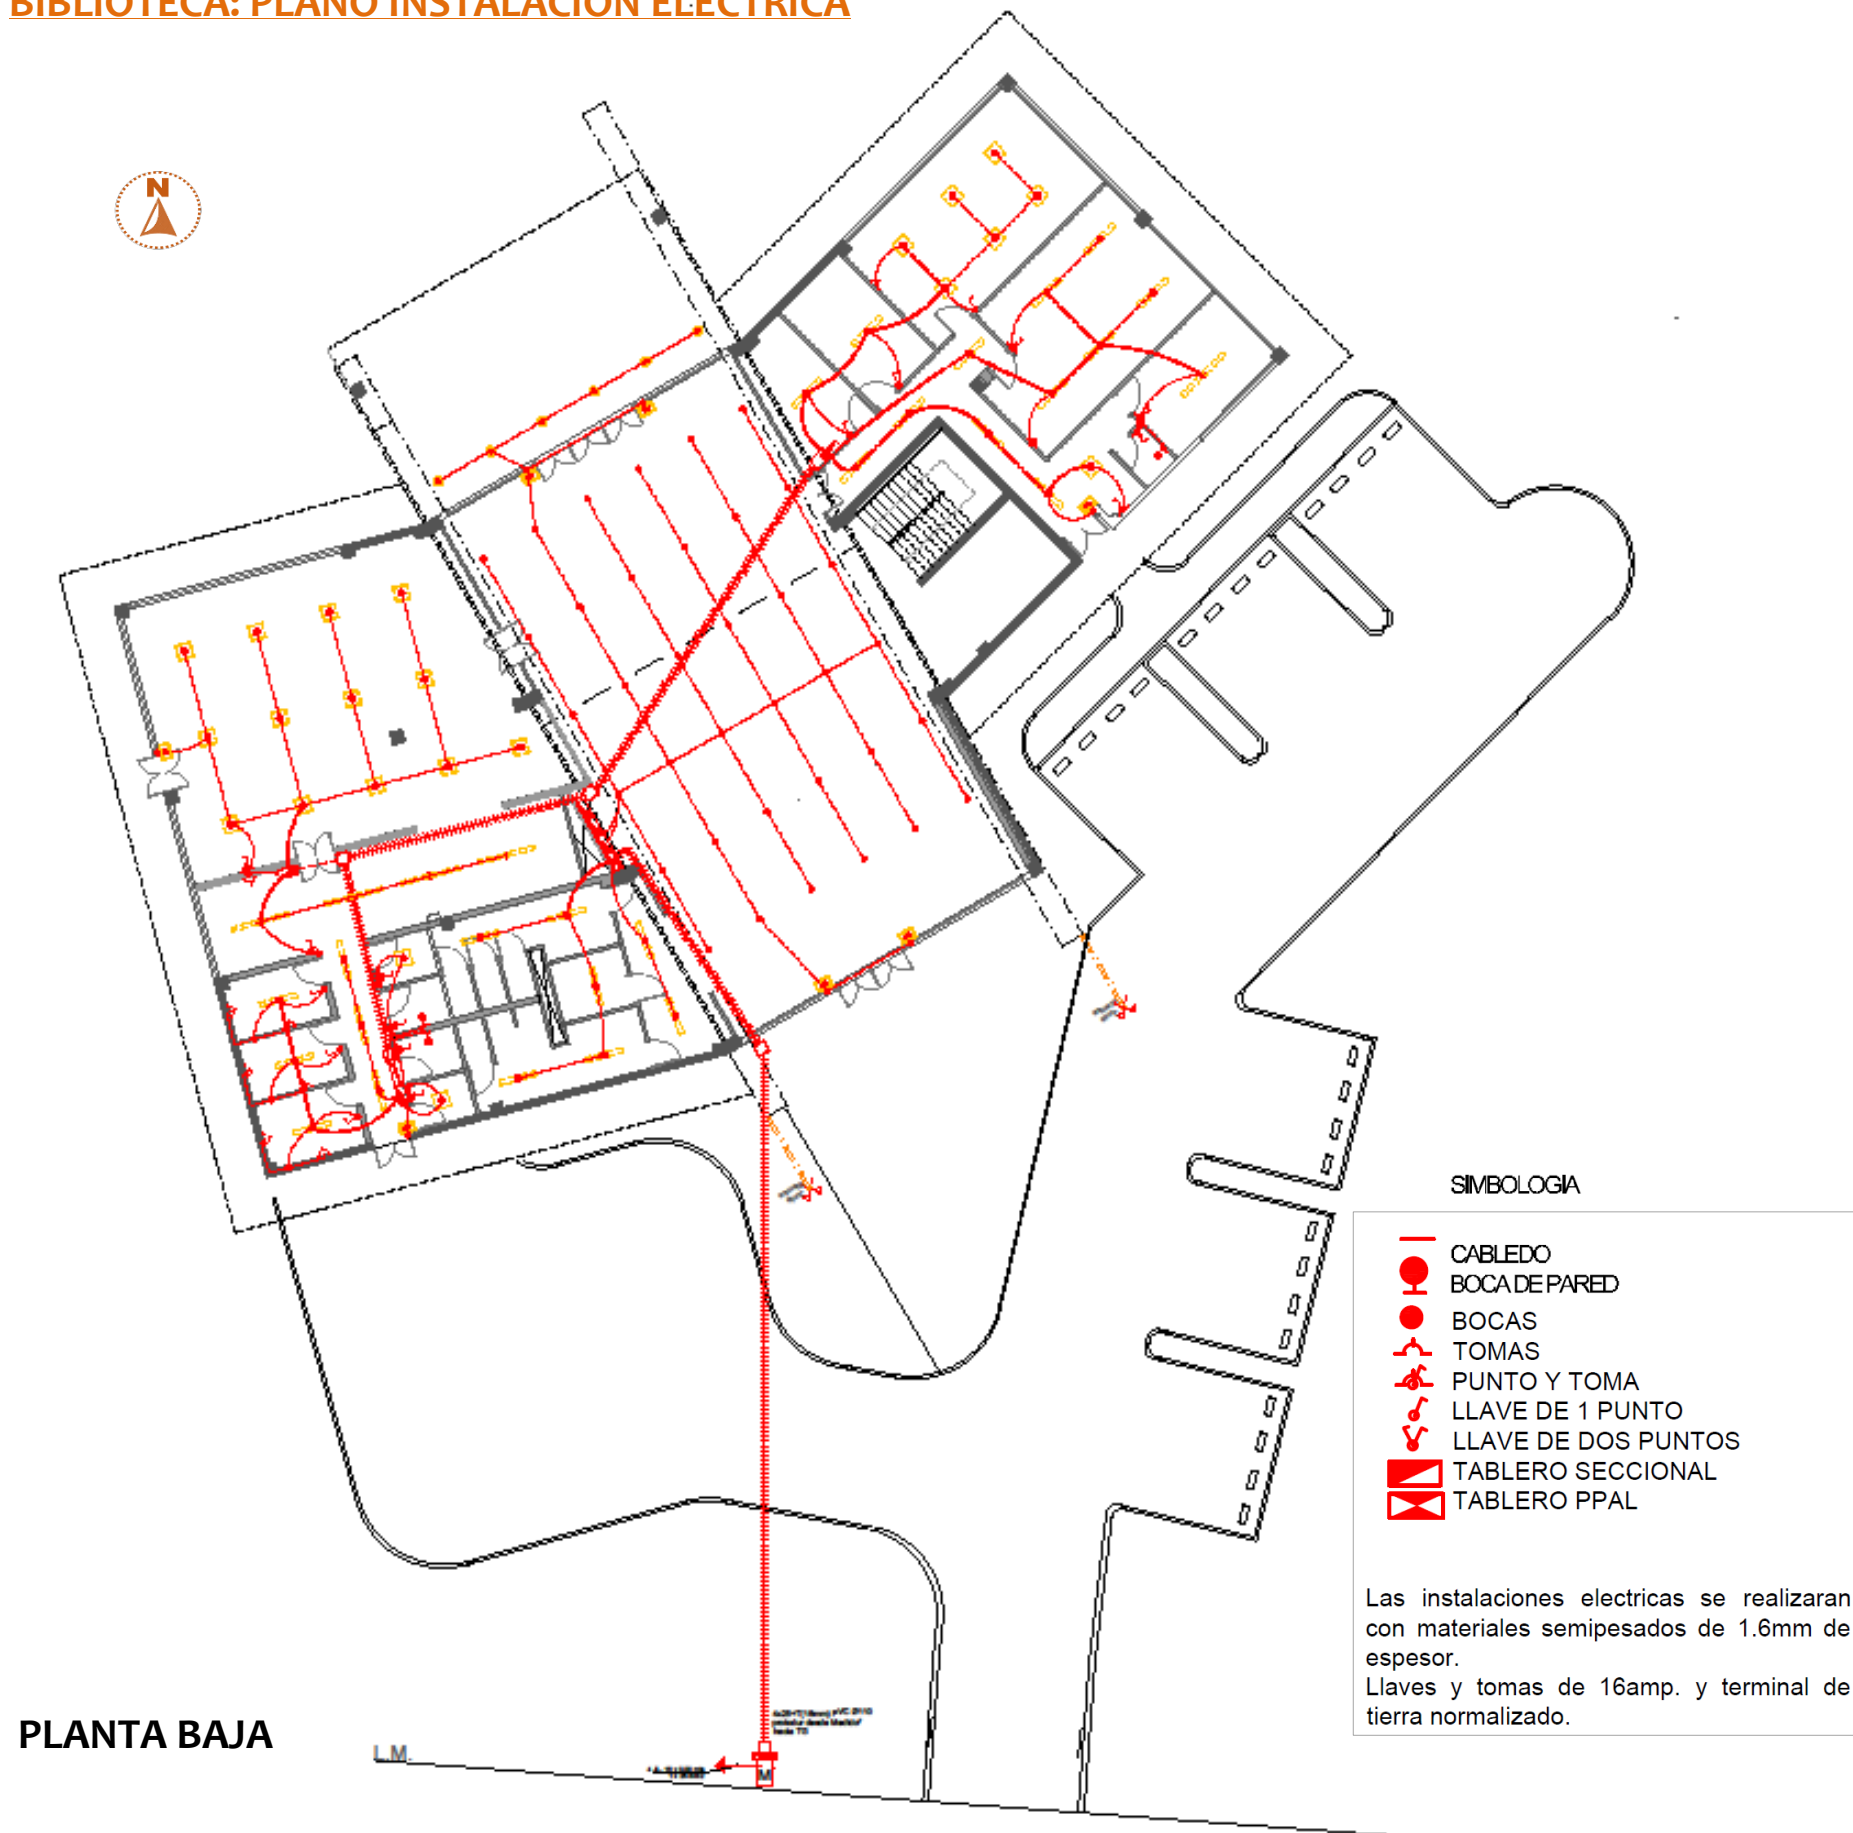 BIBLIOTECA: PLANO INSTALACION ELECTRICA
N
SIMBOLOGIA
CABLEDO
BOCA DE PARED
BOCAS
TOMAS
PUNTO Y TOMA
LLAVE DE 1 PUNTO
LLAVE DE DOS PUNTOS
TABLERO SECCIONAL
TABLERO PPAL
Las instalaciones electricas se realizaran
con materiales semipesados de 1.6mm de
espesor.
Llaves y tomas de 16amp. y terminal de
tierra normalizado.
PLANTA BAJA
L.M.
M